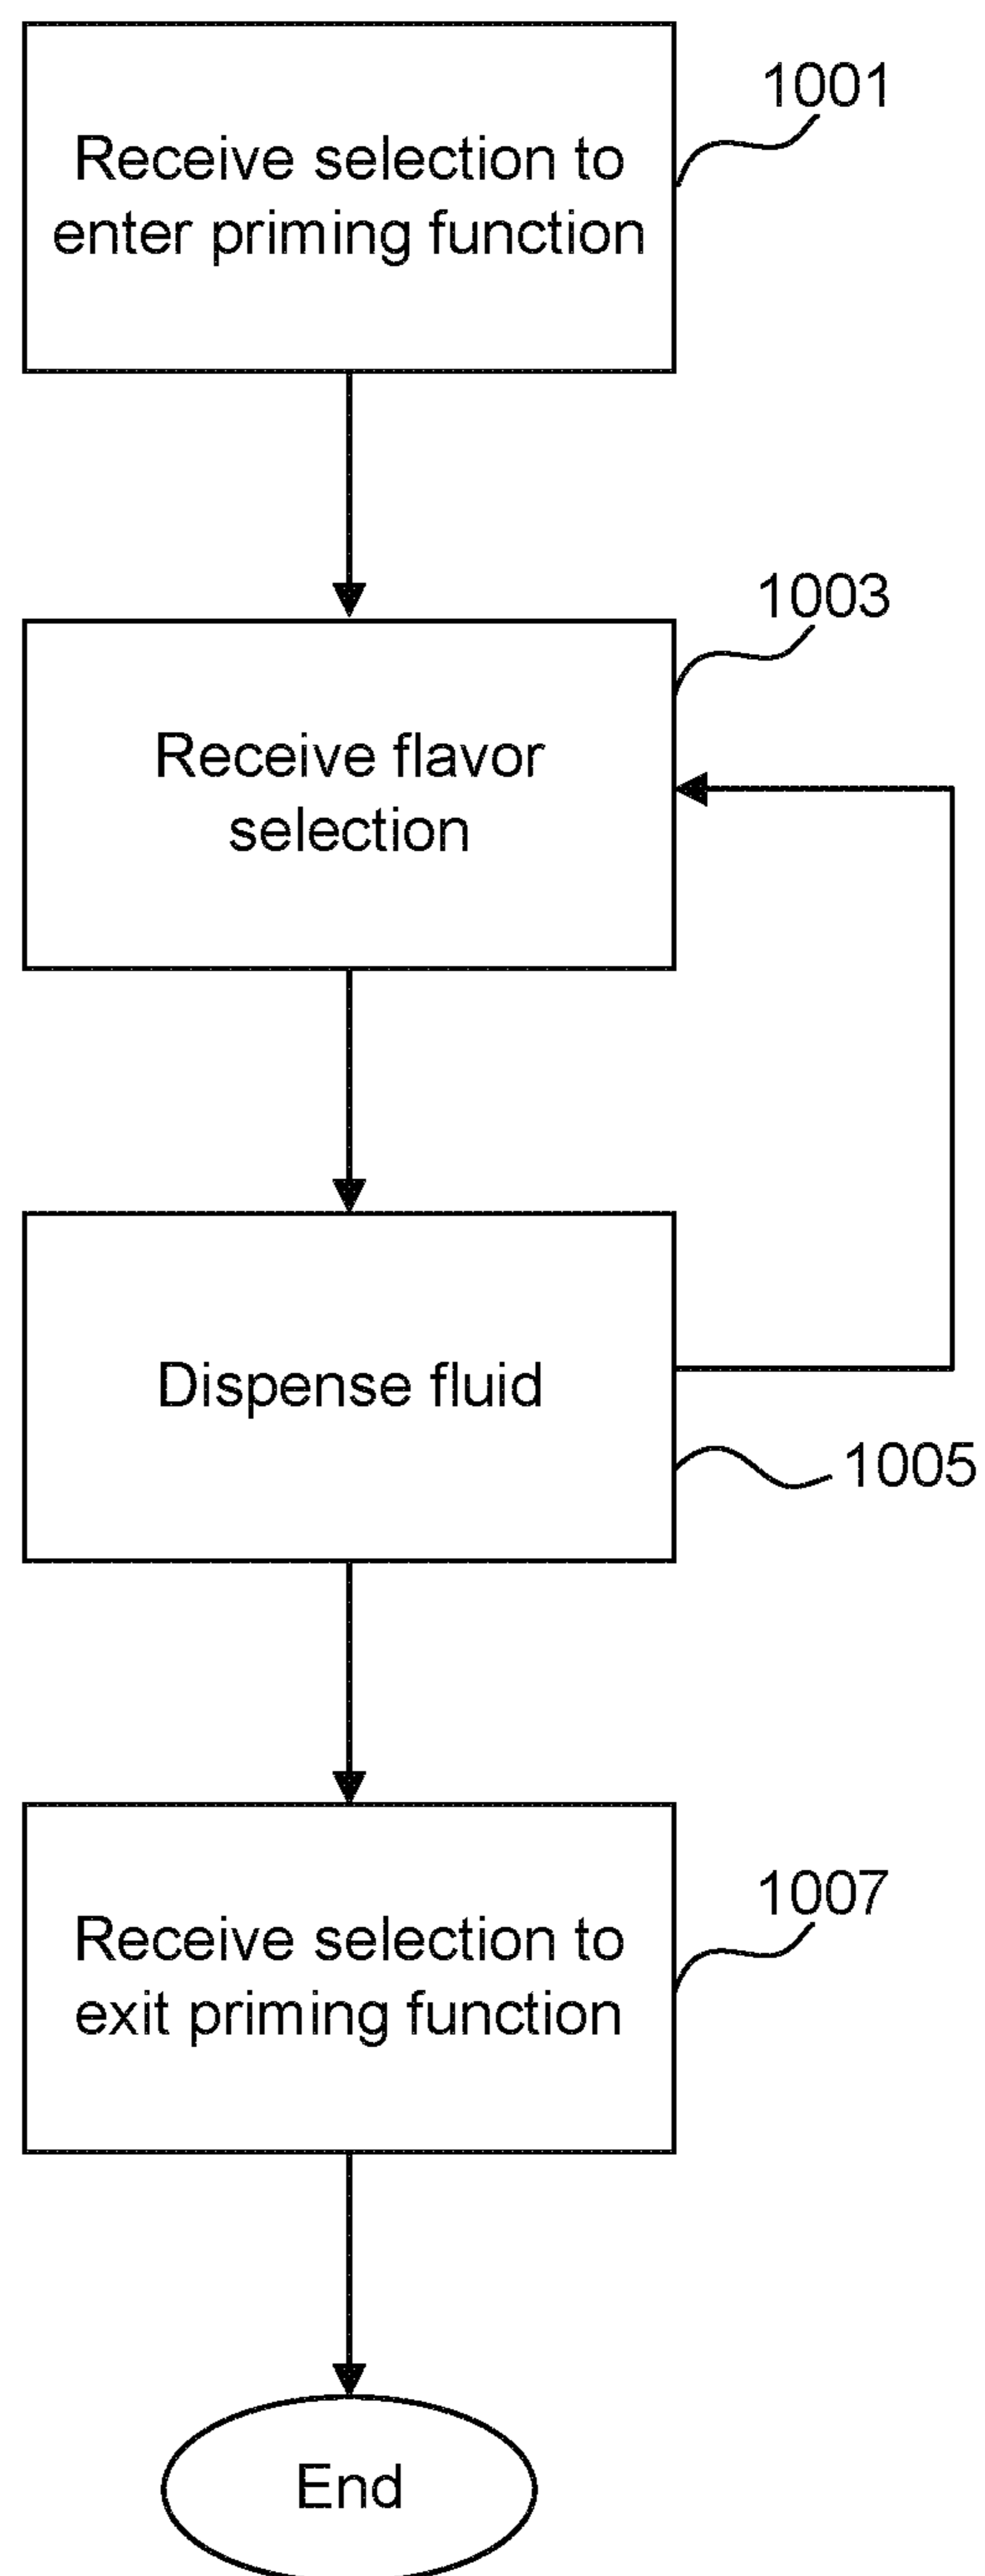 1001
Receive selection to
enter priming function
1003
Receive flavor
selection
Dispense fluid
1005
1007
Receive selection to
exit priming function
End